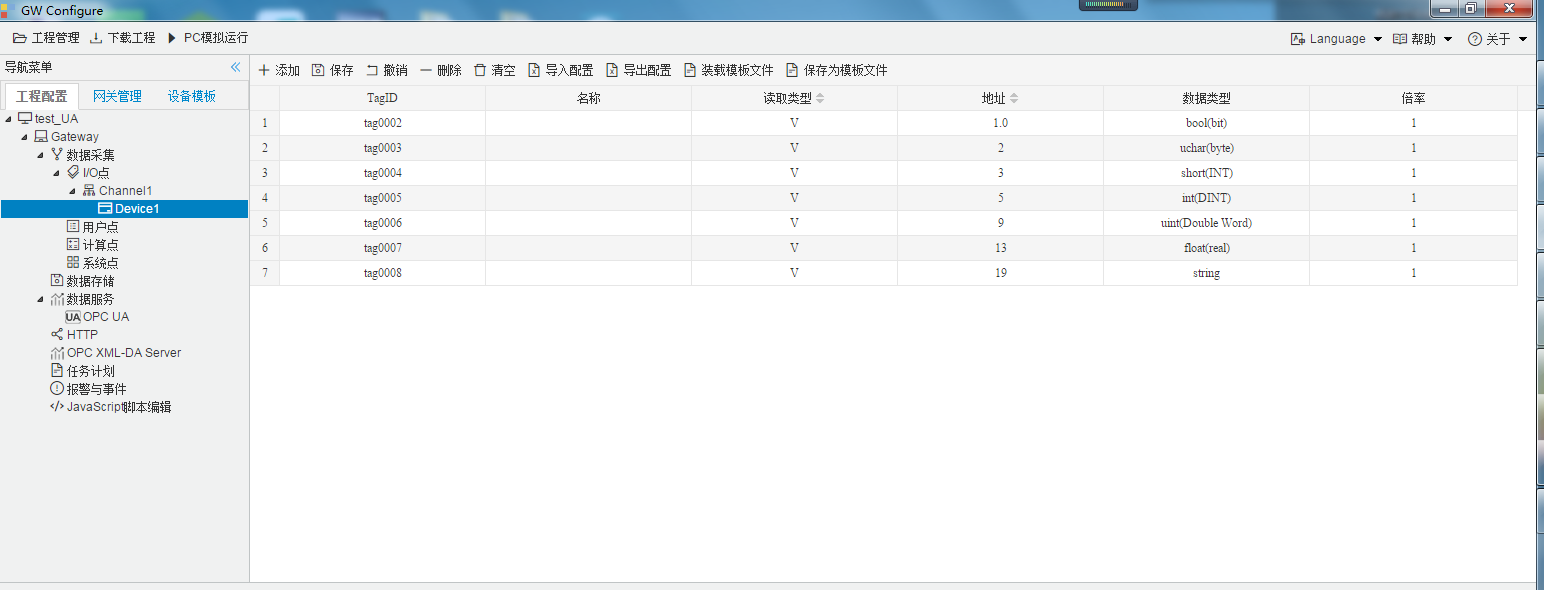 GW Configure
工程管理 下载工程 PC模拟运行 Language 帮助 关于
导航菜单
工程配置 网关管理 设备模板
test_UA
Gateway
数据采集
I/O点
Channel1
Device1
用户点
计算点
系统点
数据存储
数据服务
UA OPC UA
HTTP
OPC XML-DA Server
任务计划
报警与事件
JavaScript脚本编辑
添加 保存 撤销 删除 清空 导入配置 导出配置 装载模板文件 保存为模板文件
TagID 名称 读取类型 地址 数据类型 倍率
1 tag0002 V 1.0 bool(bit) 1
2 tag0003 V 2 uchar(byte) 1
3 tag0004 V 3 short(INT) 1
4 tag0005 V 5 int(DINT) 1
5 tag0006 V 9 uint(Double Word) 1
6 tag0007 V 13 float(real) 1
7 tag0008 V 19 string 1